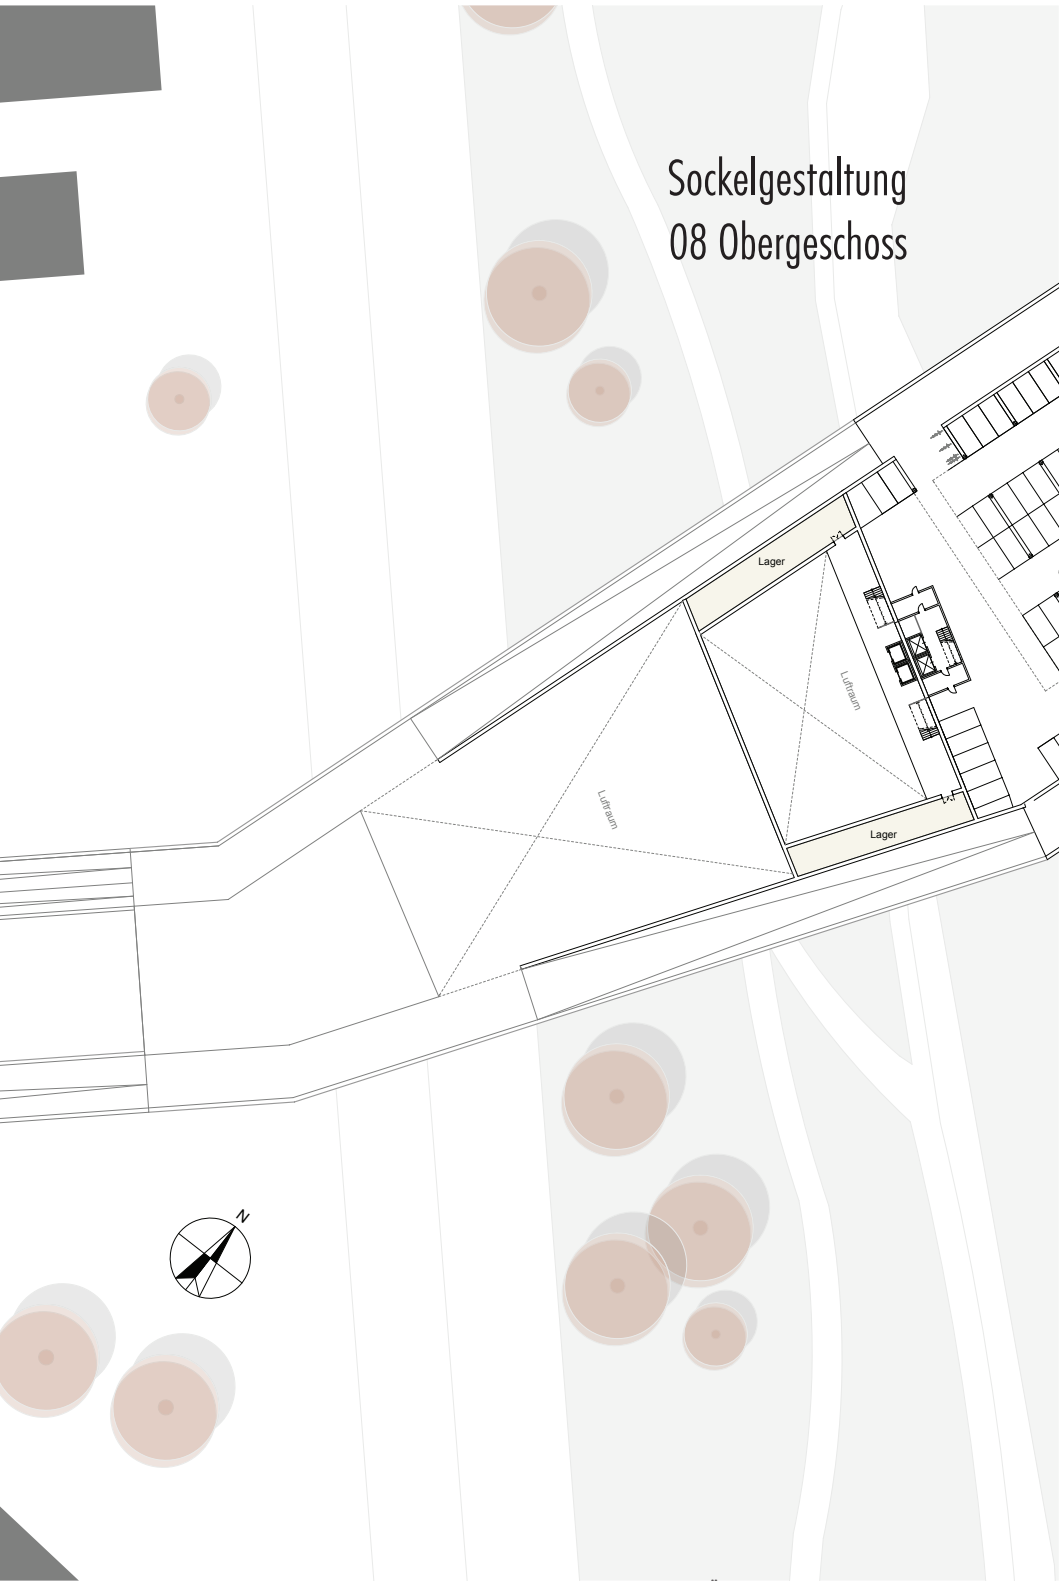 Sockelgestaltung
08 Obergeschoss
Lager
Luftraum
Luftraum
Lager
N